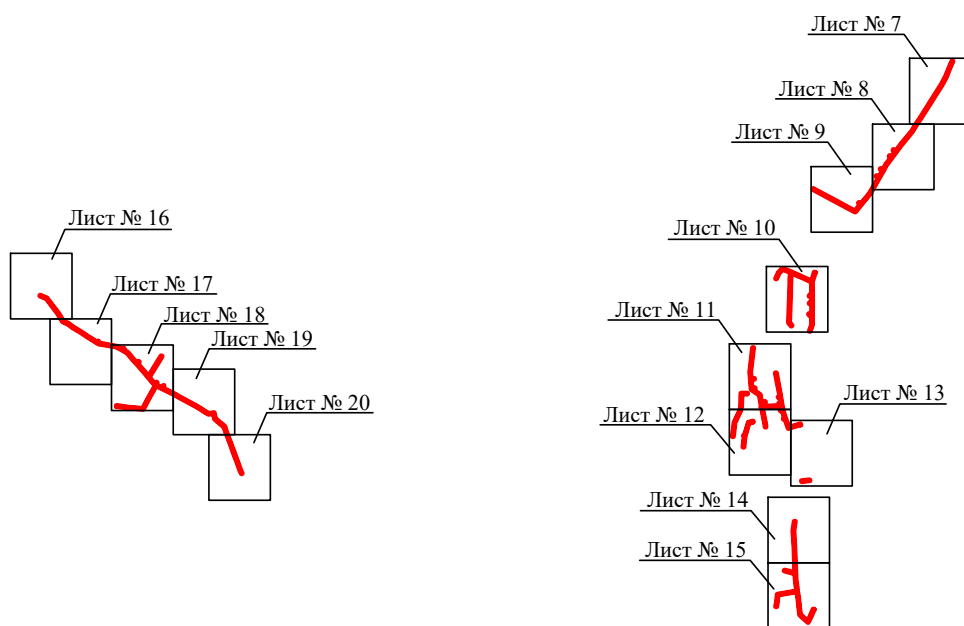 Лист № 7
Лист № 8
Лист № 9
Лист № 16
Лист № 10
Лист № 17
Лист № 11
Лист № 18
Лист № 19
Лист № 13
Лист № 20
Лист № 12
Лист № 14
Лист № 15